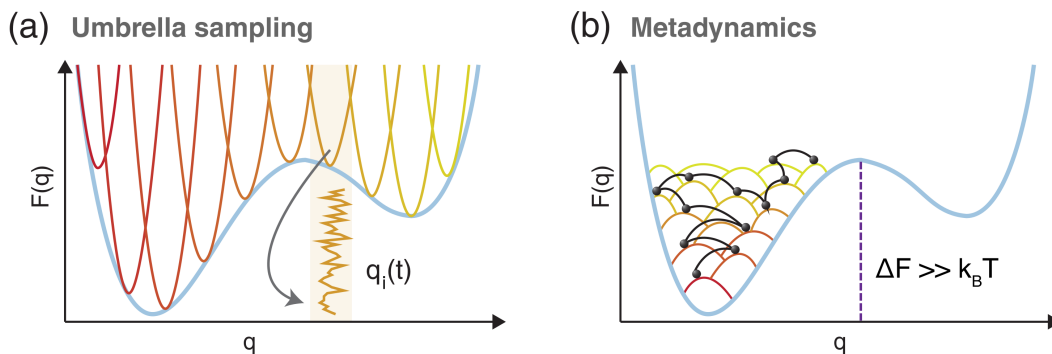 (a) Umbrella sampling
F(q)
qi(t)
q
(b) Metadynamics
F(q)
ΔF >> kBT
q